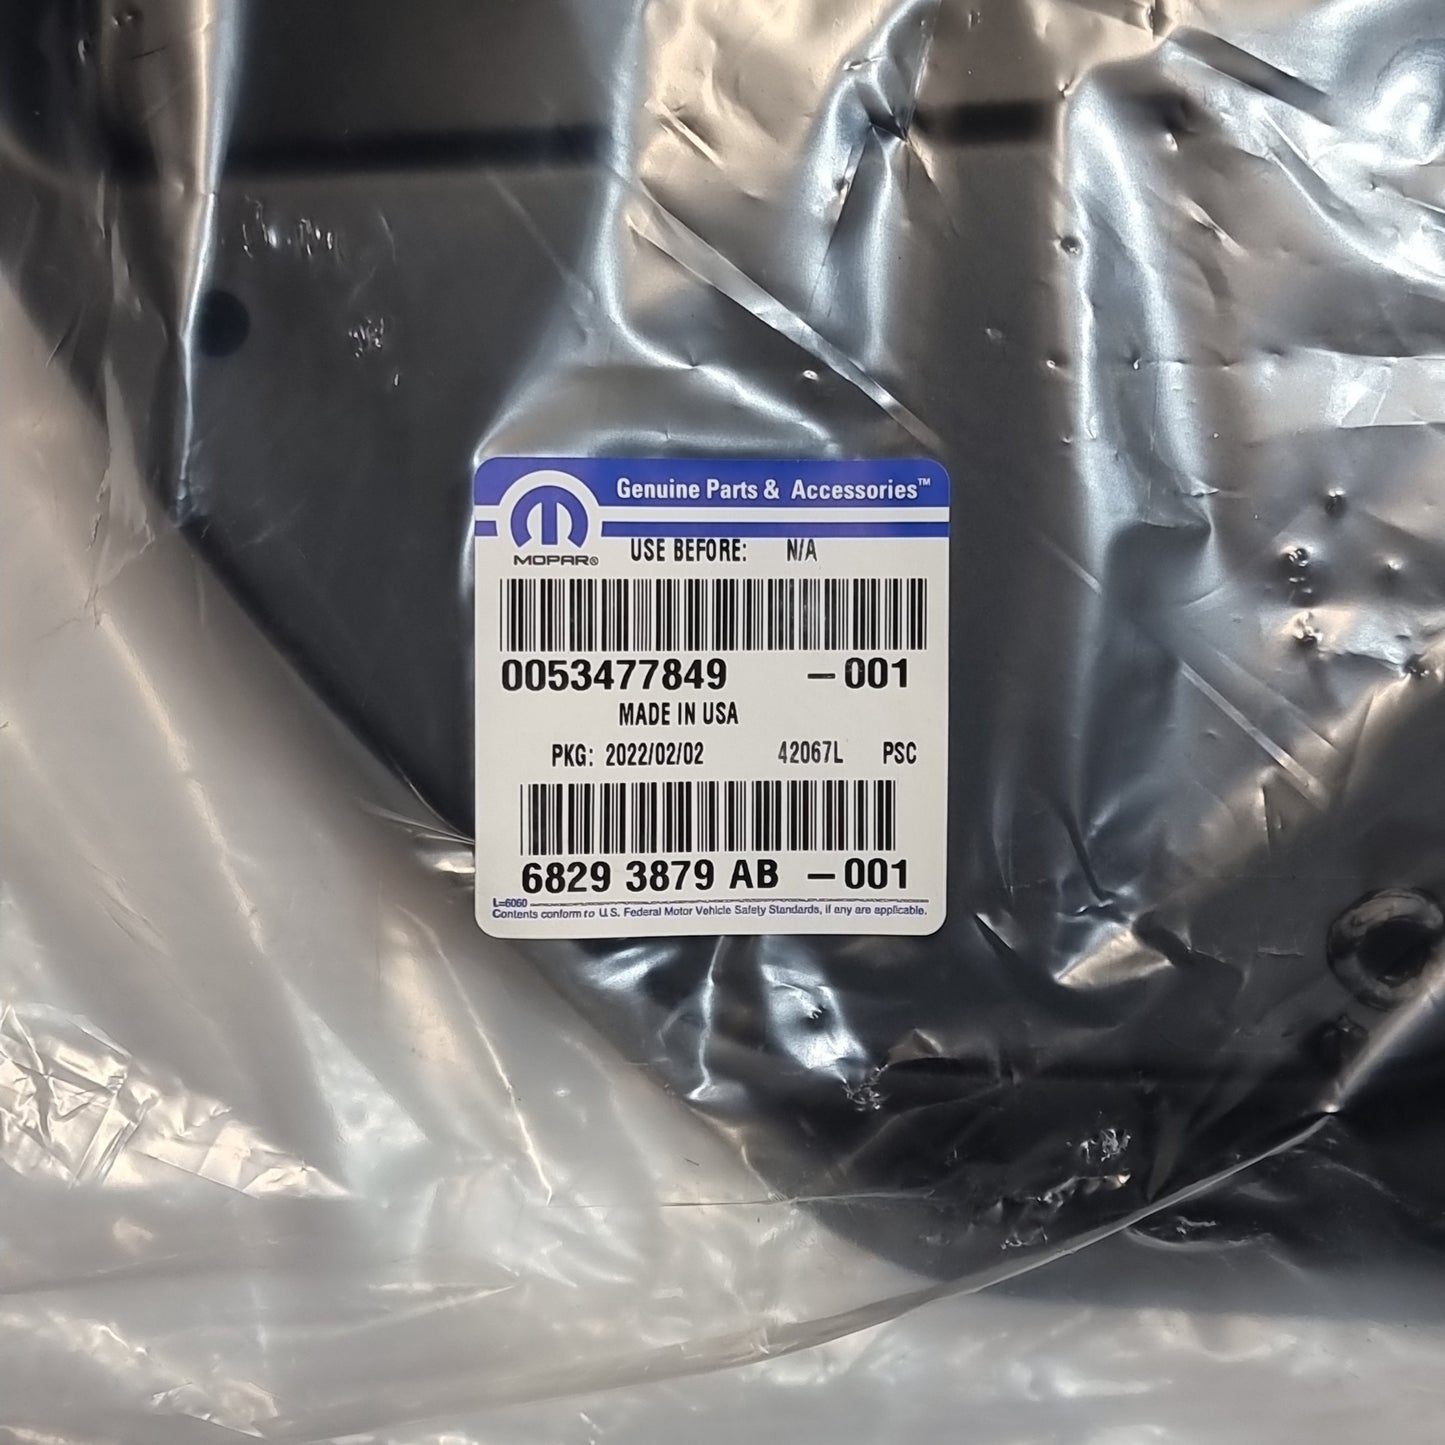 Genuine Parts & Accessories™
MOPAR®
USE BEFORE: N/A
0053477849 –001
MADE IN USA
PKG: 2022/02/02 42067L PSC
6829 3879 AB –001
L=6060
Contents conform to U.S. Federal Motor Vehicle Safety Standards, if any are applicable.